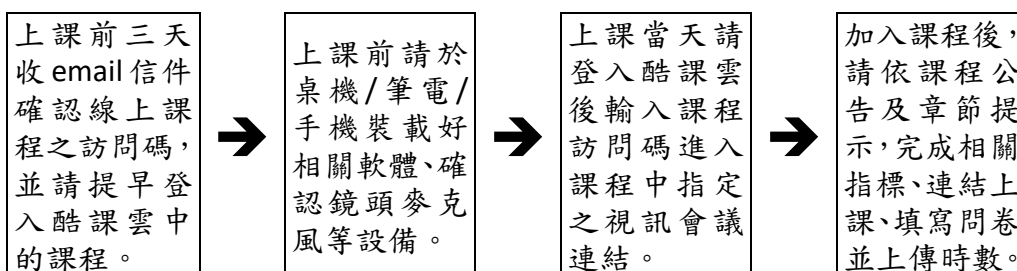 上課前三天
收 email 信件
確認線上課
程之訪問碼，
並請提早登
入酷課雲中
的課程。
上課前請於
桌機/筆電/
手機裝載好
相關軟體、確
認鏡頭麥克
風等設備。
上課當天請
登入酷課雲
後輸入課程
訪問碼進入
課程中指定
之視訊會議
連結。
加入課程後，
請依課程公
告及章節提
示，完成相關
指標、連結上
課、填寫問卷
並上傳時數。